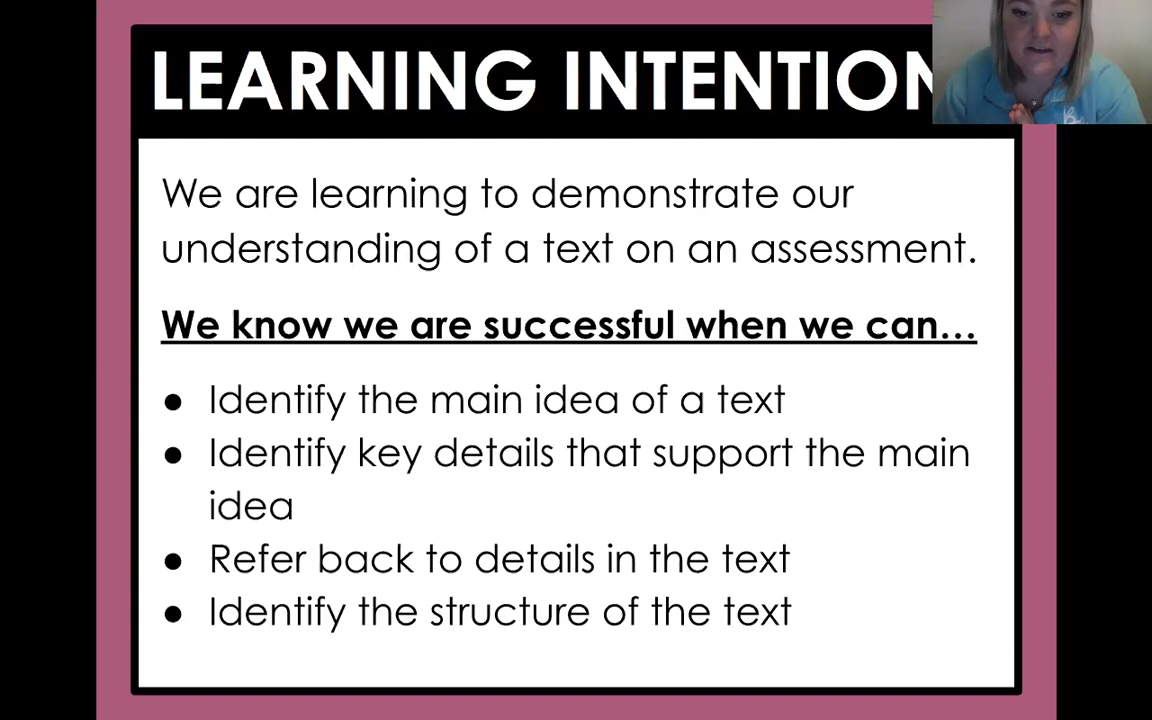 LEARNING INTENTION
We are learning to demonstrate our
understanding of a text on an assessment.
We know we are successful when we can...
● Identify the main idea of a text
● Identify key details that support the main
idea
● Refer back to details in the text
● Identify the structure of the text